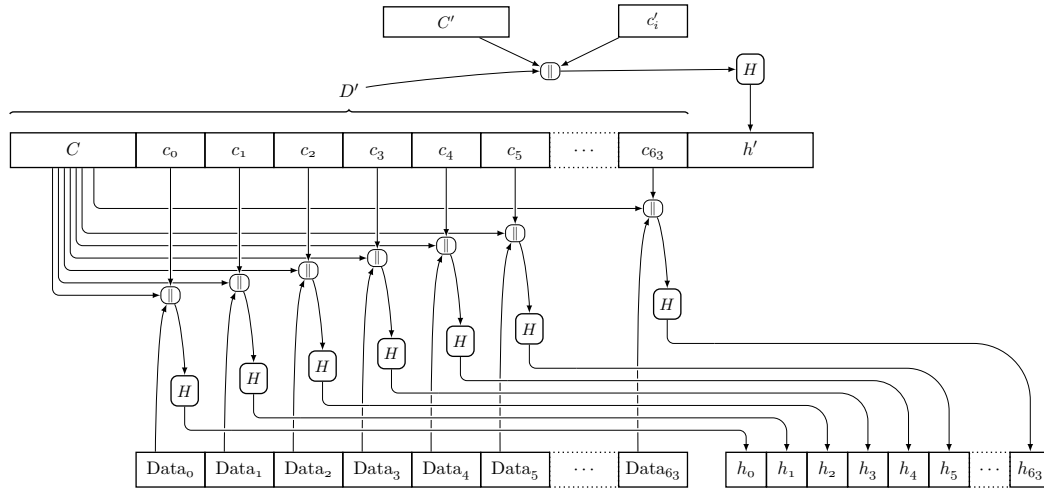 C′ c′ᵢ
‖ H
D′
C c₀ c₁ c₂ c₃ c₄ c₅ ⋯ c₆₃ h′
‖
‖
‖
‖
‖
‖
‖
H
H
H
H
H
H
H
Data₀ Data₁ Data₂ Data₃ Data₄ Data₅ ⋯ Data₆₃ h₀ h₁ h₂ h₃ h₄ h₅ ⋯ h₆₃